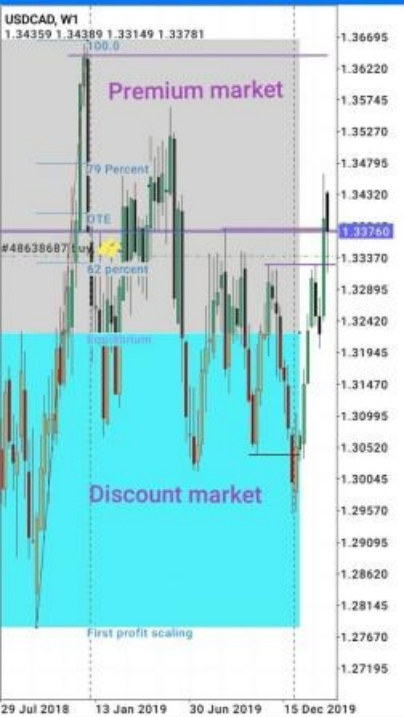 USDCAD, W1
1.34359 1.34389 1.33149 1.33781
100.0
1.36695
1.36220
Premium market
1.35745
1.35270
79 Percent
1.34795
1.34320
OTE
1.33760
#48638687 buy
1.33370
62 percent
1.32895
1.32420
Equilibrium
1.31945
1.31470
1.30995
1.30520
1.30045
Discount market
1.29570
1.29095
1.28620
1.28145
First profit scaling
1.27670
1.27195
29 Jul 2018
13 Jan 2019
30 Jun 2019
15 Dec 2019